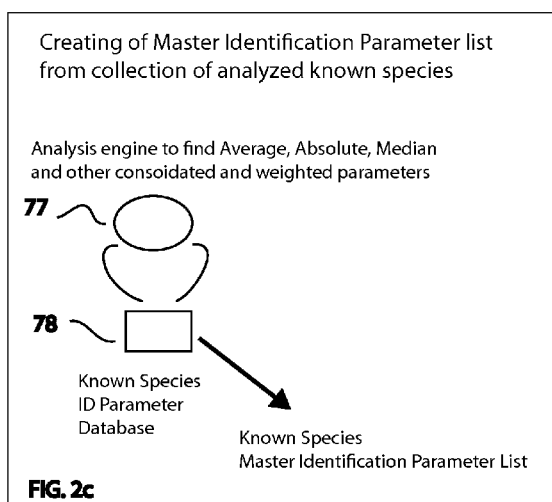 Creating of Master Identification Parameter list
from collection of analyzed known species
Analysis engine to find Average, Absolute, Median
and other consoidated and weighted parameters
77
78
Known Species
ID Parameter
Database
Known Species
Master Identification Parameter List
FIG. 2c